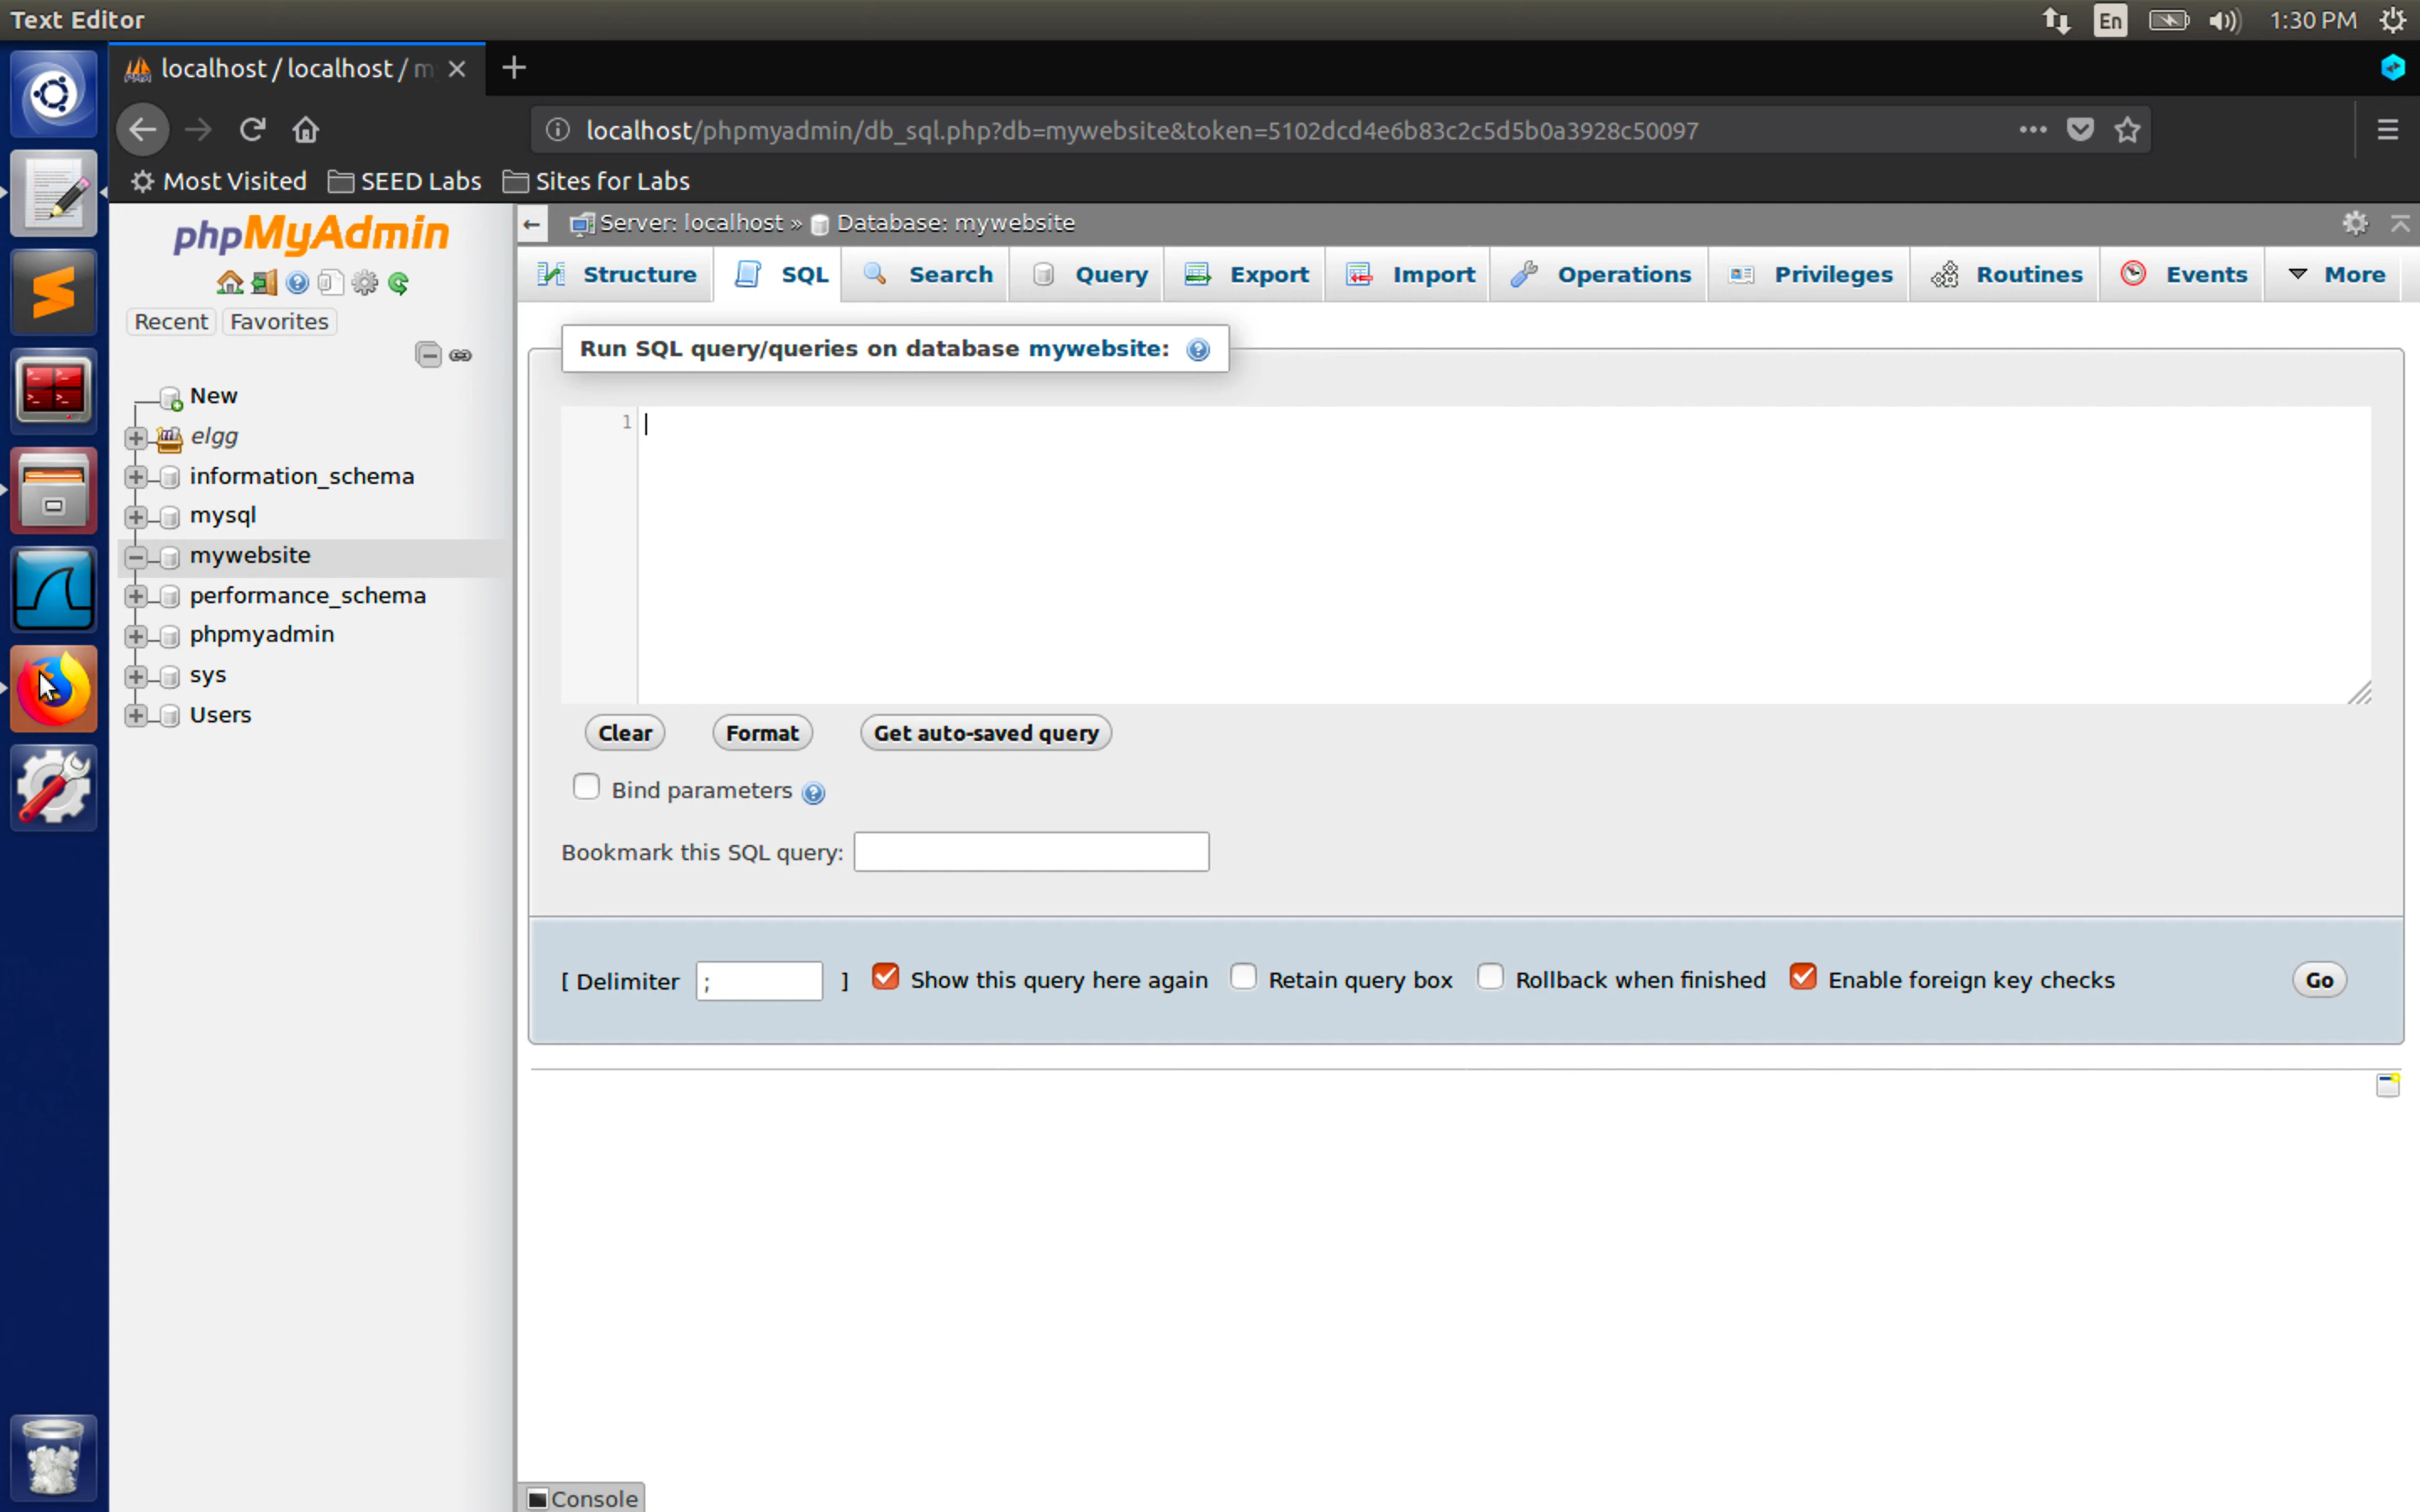 Text Editor
En
1:30 PM
localhost / localhost / m
localhost/phpmyadmin/db_sql.php?db=mywebsite&token=5102dcd4e6b83c2c5d5b0a3928c50097
Most Visited
SEED Labs
Sites for Labs
phpMyAdmin
Recent
Favorites
New
elgg
information_schema
mysql
mywebsite
performance_schema
phpmyadmin
sys
Users
Server: localhost » Database: mywebsite
Structure
SQL
Search
Query
Export
Import
Operations
Privileges
Routines
Events
More
Run SQL query/queries on database mywebsite:
1
Clear
Format
Get auto-saved query
Bind parameters
Bookmark this SQL query:
[ Delimiter ; ]
Show this query here again
Retain query box
Rollback when finished
Enable foreign key checks
Go
Console